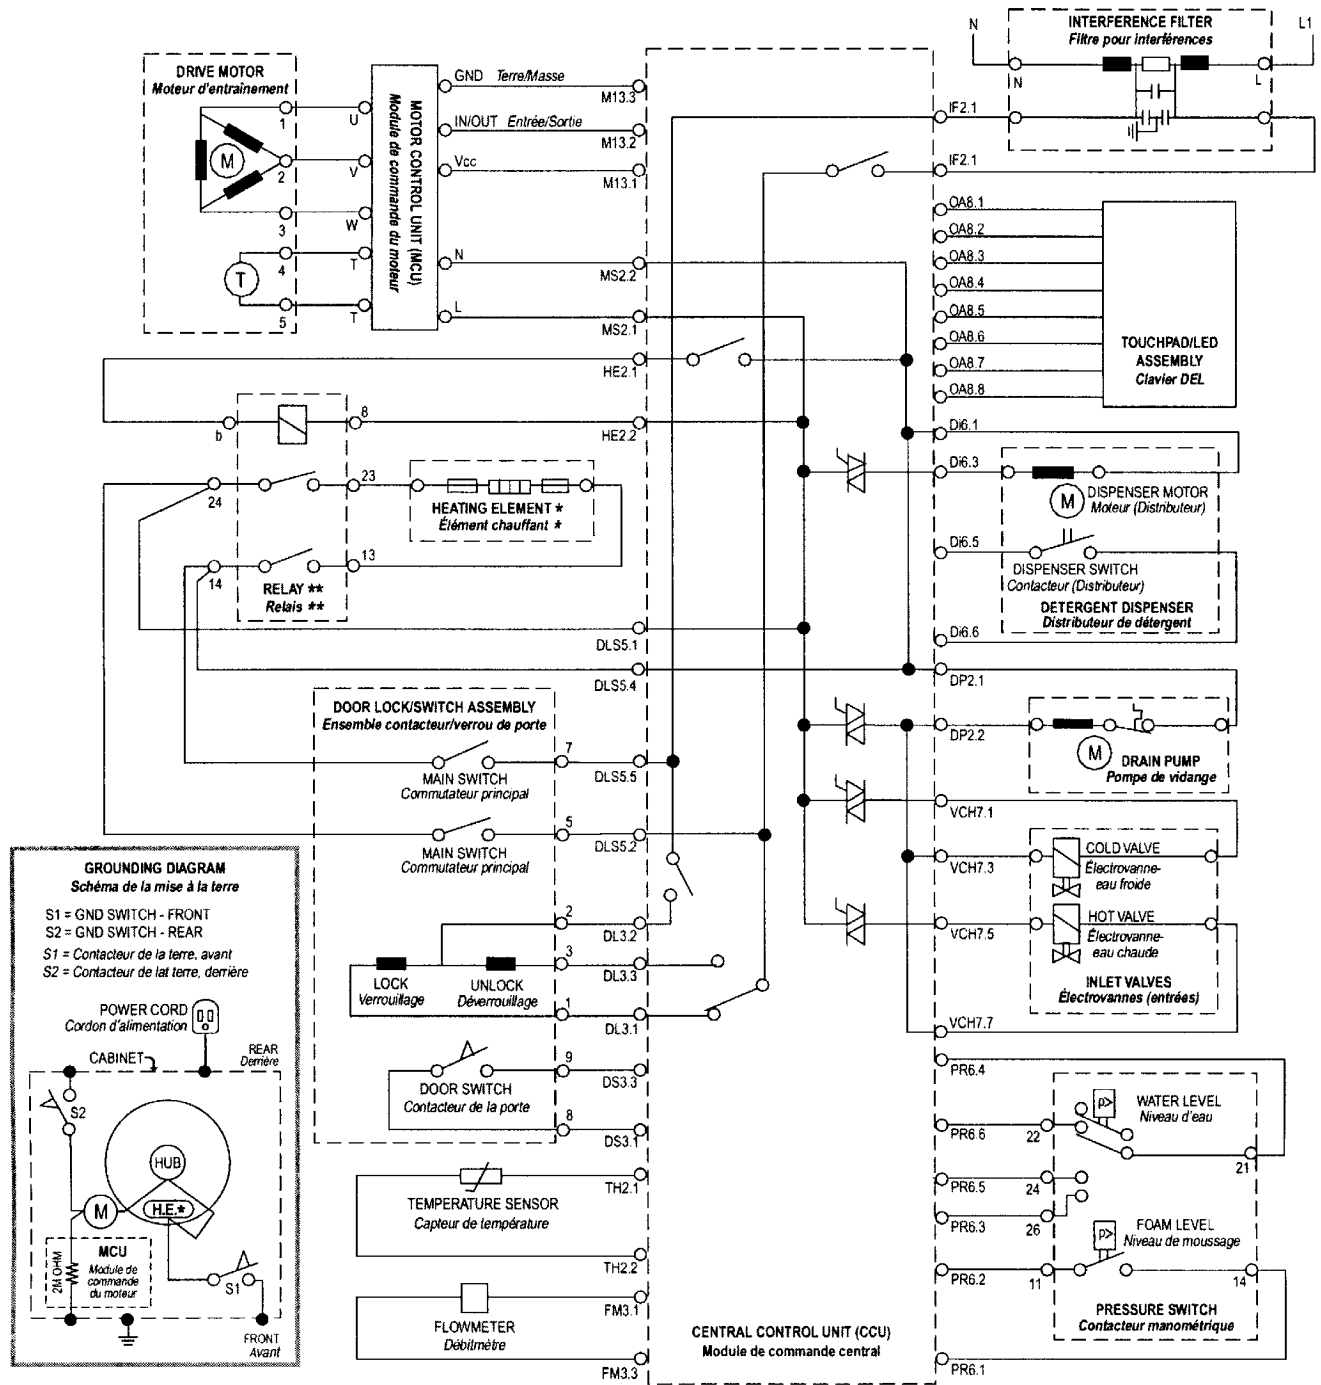 N
INTERFERENCE FILTER
Filtre pour interférences
L1
N
L
DRIVE MOTOR
Moteur d'entraînement
M
T
1
2
3
4
5
U
V
W
T
T
MOTOR CONTROL UNIT (MCU)
Module de commande du moteur
GND Terre/Masse
M13.3
IN/OUT Entrée/Sortie
M13.2
Vcc
M13.1
N
MS2.2
L
MS2.1
HE2.1
HE2.2
IF2.1
IF2.1
OA8.1
OA8.2
OA8.3
OA8.4
OA8.5
OA8.6
OA8.7
OA8.8
TOUCHPAD/LED
ASSEMBLY
Clavier DEL
b
8
24
23
14
13
RELAY **
Relais **
HEATING ELEMENT *
Élément chauffant *
DI6.1
DI6.3
M
DISPENSER MOTOR
Moteur (Distributeur)
DI6.5
DISPENSER SWITCH
Contacteur (Distributeur)
DETERGENT DISPENSER
Distributeur de détergent
DI6.6
DLS5.1
DLS5.4
DP2.1
DP2.2
M
DRAIN PUMP
Pompe de vidange
DOOR LOCK/SWITCH ASSEMBLY
Ensemble contacteur/verrou de porte
7
MAIN SWITCH
Commutateur principal
DLS5.5
5
MAIN SWITCH
Commutateur principal
DLS5.2
2
DL3.2
3
DL3.3
LOCK
Verrouillage
UNLOCK
Déverrouillage
1
DL3.1
9
DS3.3
DOOR SWITCH
Contacteur de la porte
8
DS3.1
TEMPERATURE SENSOR
Capteur de température
TH2.1
TH2.2
FLOWMETER
Débitmètre
FM3.1
FM3.3
VCH7.1
VCH7.3
COLD VALVE
Électrovanne-
eau froide
VCH7.5
HOT VALVE
Électrovanne-
eau chaude
INLET VALVES
Électrovannes (entrées)
VCH7.7
PR6.4
PR6.6
22
p>
WATER LEVEL
Niveau d'eau
21
PR6.5
24
PR6.3
26
FOAM LEVEL
Niveau de moussage
p>
PR6.2
11
14
PRESSURE SWITCH
Contacteur manométrique
PR6.1
CENTRAL CONTROL UNIT (CCU)
Module de commande central
GROUNDING DIAGRAM
Schéma de la mise à la terre
S1 = GND SWITCH - FRONT
S2 = GND SWITCH - REAR
S1 = Contacteur de la terre, avant
S2 = Contacteur de lat terre, derrière
POWER CORD
Cordon d'alimentation
CABINET
REAR
Derrière
S2
HUB
M
H.E.*
MCU
Module de
commande
du moteur
2M OHM
S1
FRONT
Avant